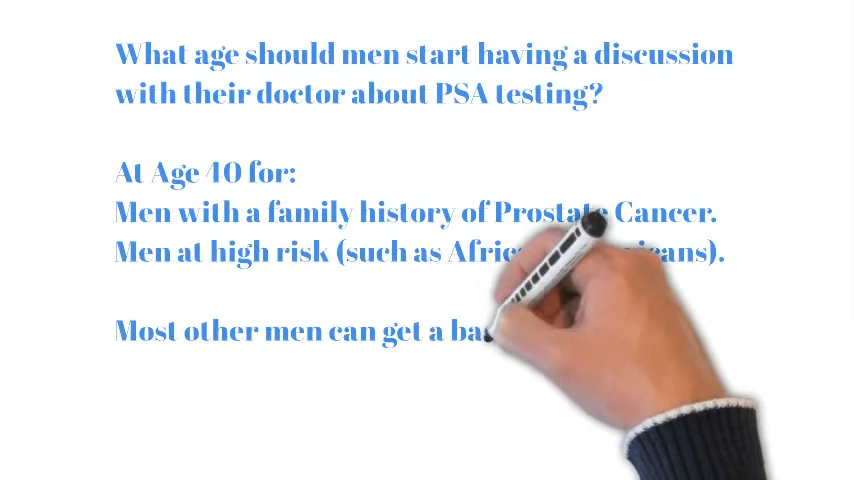 What age should men start having a discussion
with their doctor about PSA testing?
At Age 40 for:
Men with a family history of Prostate Cancer.
Men at high risk (such as
Most other men can get a